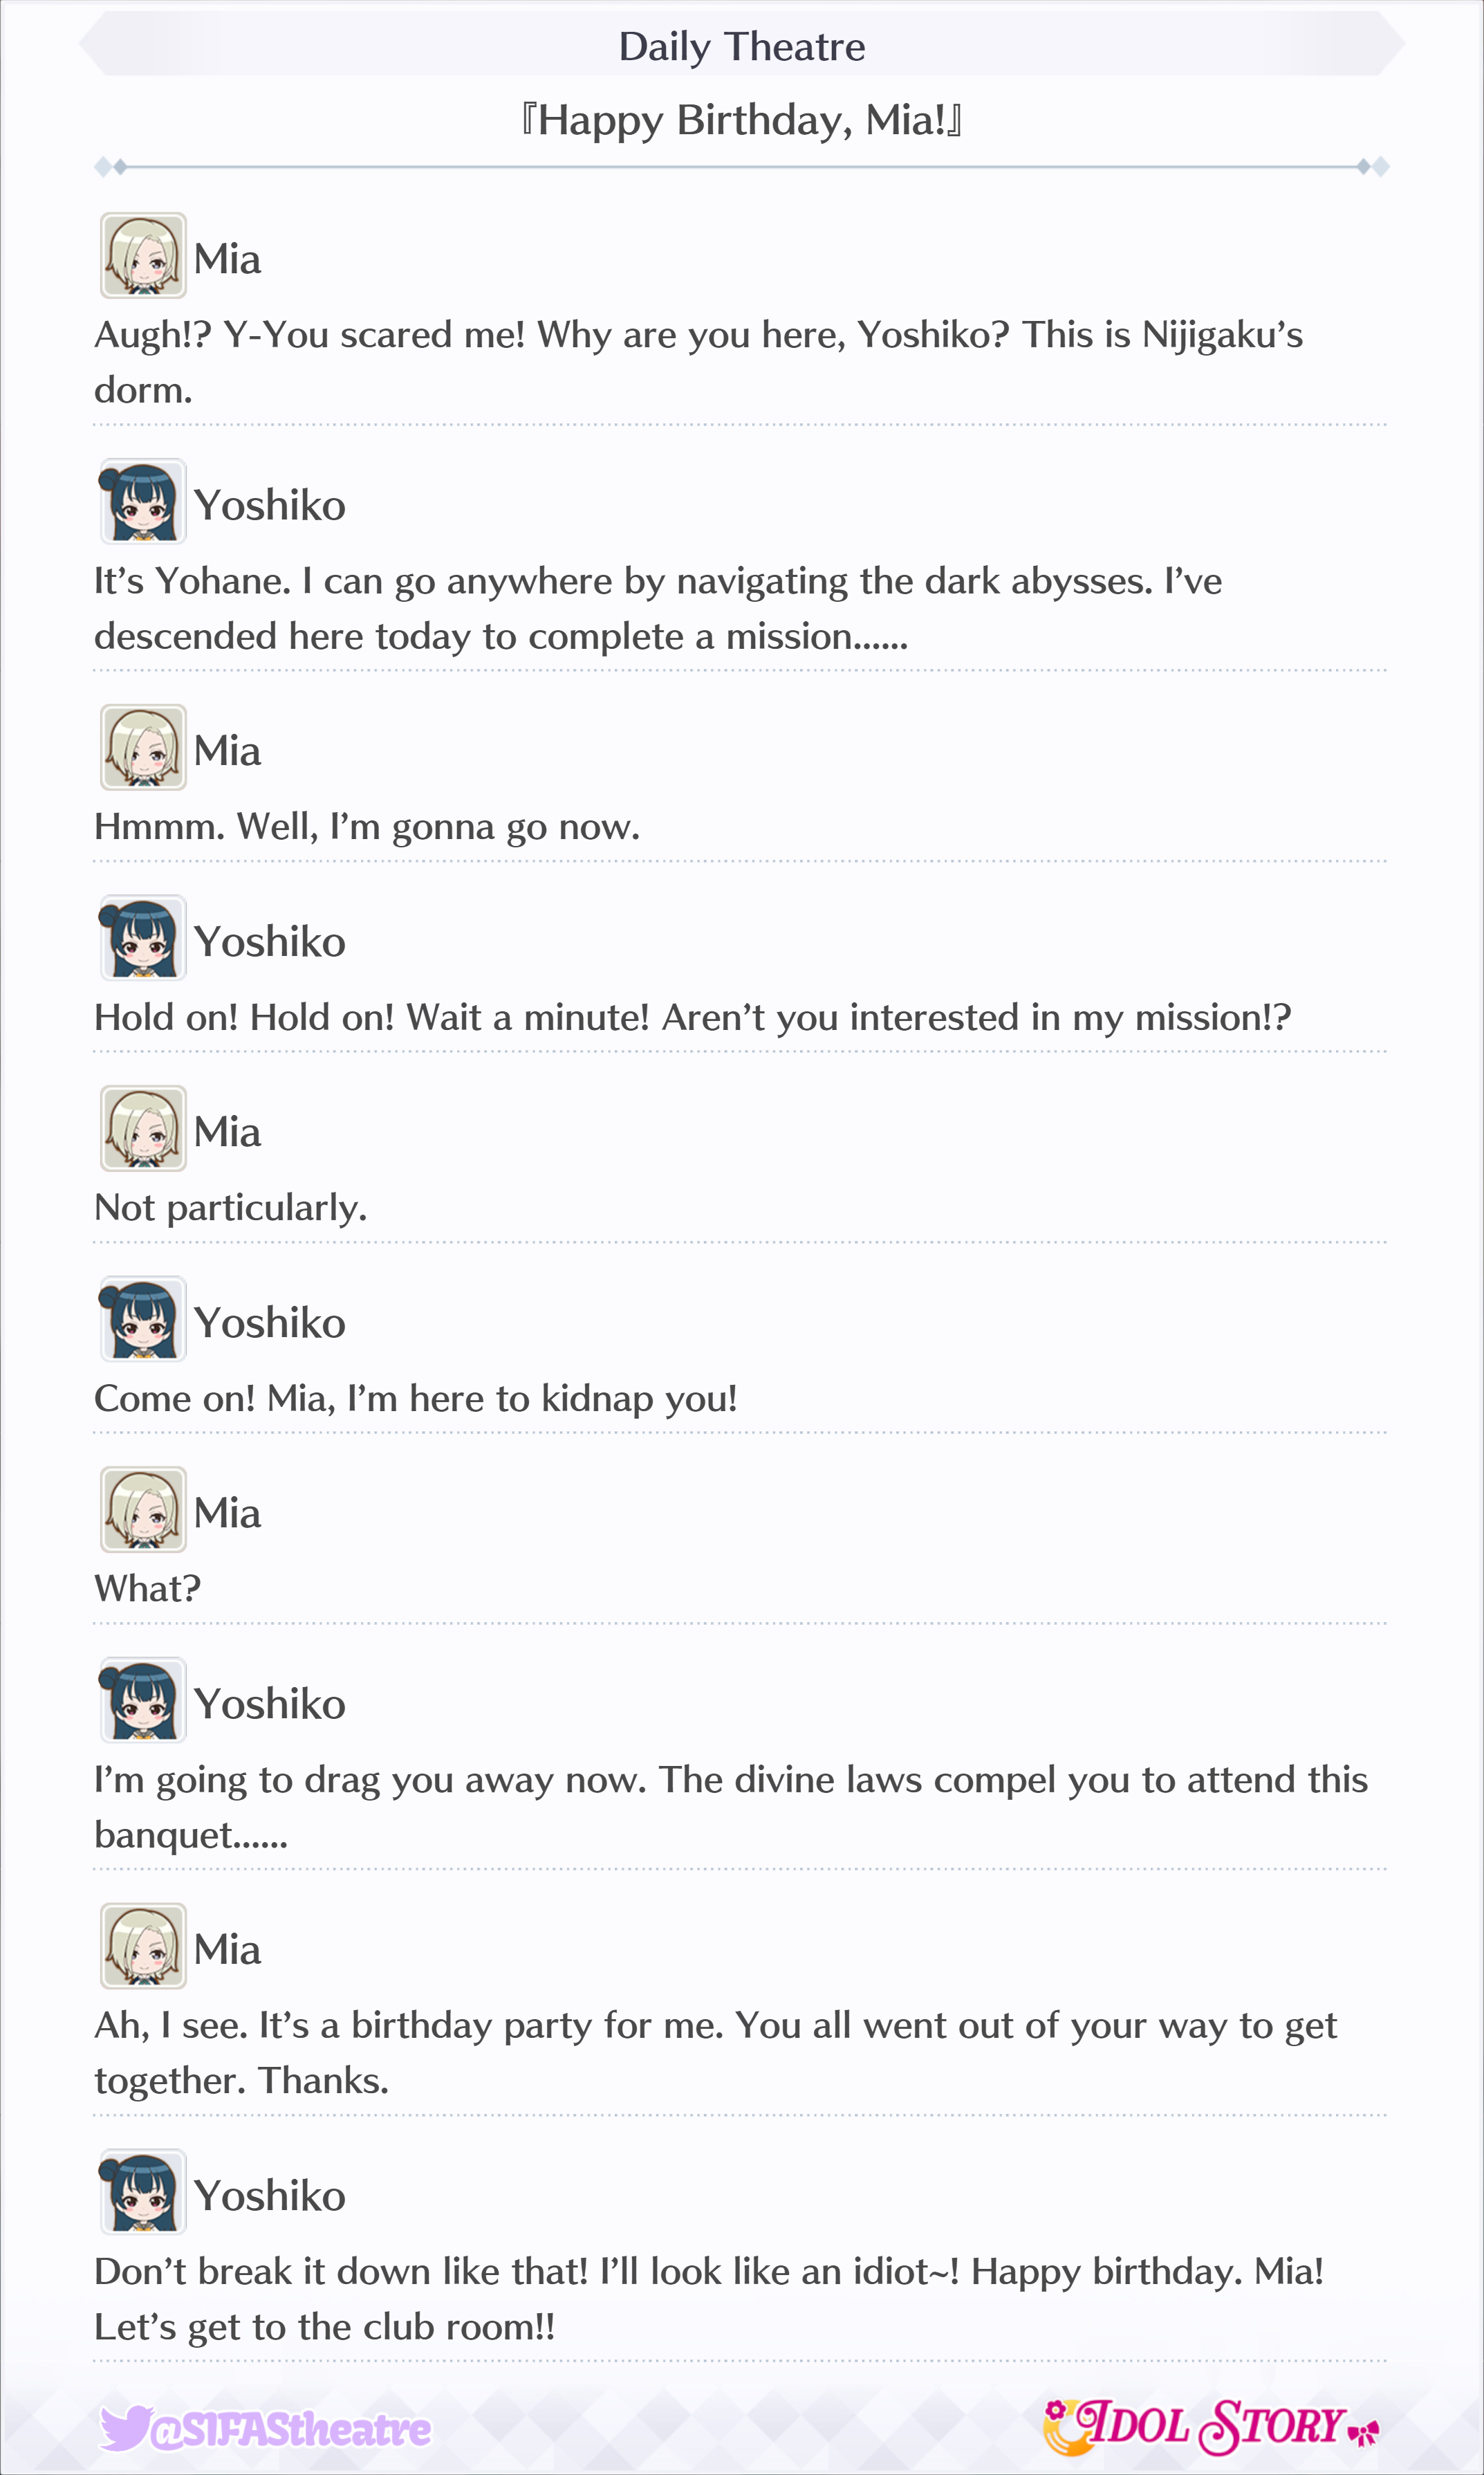 Daily Theatre
『Happy Birthday, Mia!』
Mia
Augh!? Y-You scared me! Why are you here, Yoshiko? This is Nijigaku’s
dorm.
Yoshiko
It’s Yohane. I can go anywhere by navigating the dark abysses. I’ve
descended here today to complete a mission......
Mia
Hmmm. Well, I’m gonna go now.
Yoshiko
Hold on! Hold on! Wait a minute! Aren’t you interested in my mission!?
Mia
Not particularly.
Yoshiko
Come on! Mia, I’m here to kidnap you!
Mia
What?
Yoshiko
I’m going to drag you away now. The divine laws compel you to attend this
banquet......
Mia
Ah, I see. It’s a birthday party for me. You all went out of your way to get
together. Thanks.
Yoshiko
Don’t break it down like that! I’ll look like an idiot~! Happy birthday. Mia!
Let’s get to the club room!!
@SIFAStheatre
IDOL STORY